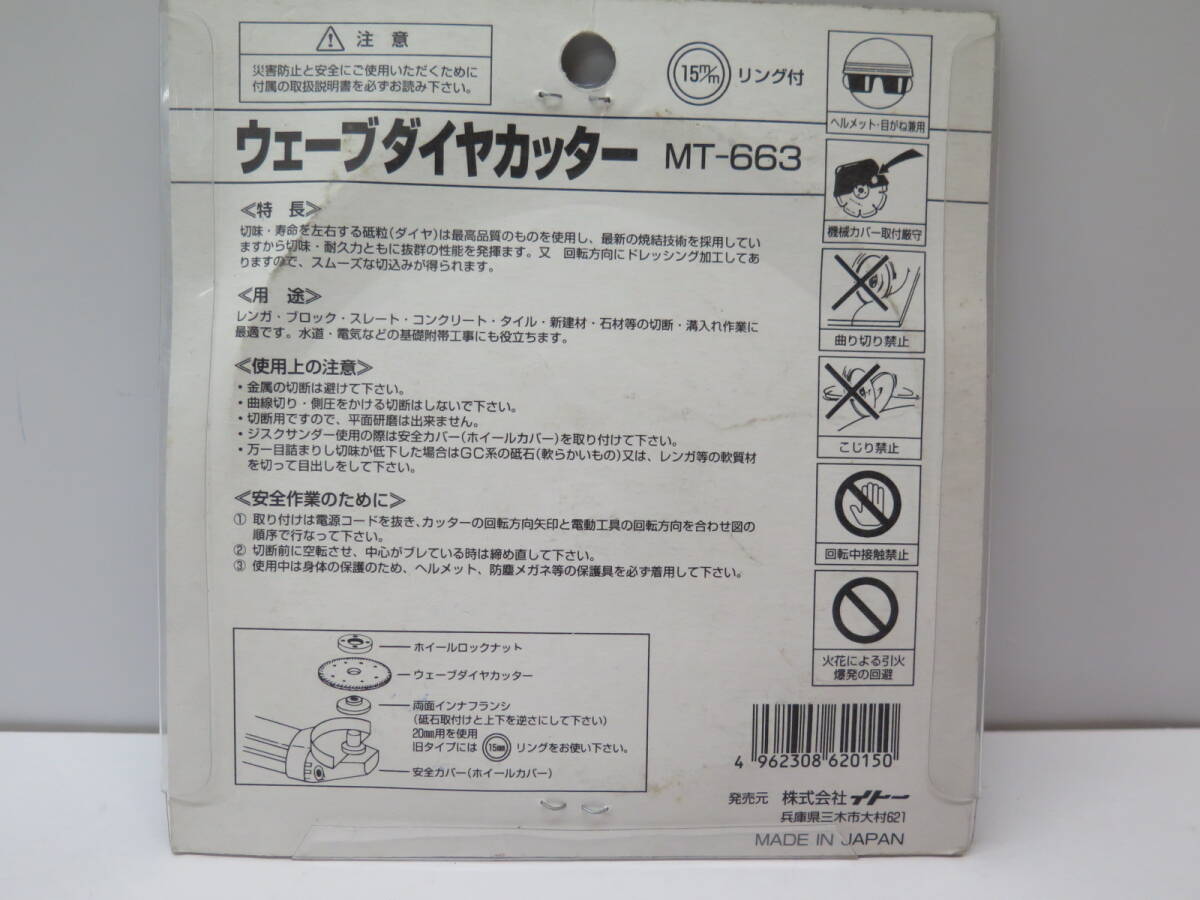 注 意
災害防止と安全にご使用いただくために
付属の取扱説明書を必ずお読み下さい。
15m/m リング付
ウェーブダイヤカッター MT-663
≪特 長≫
切味・寿命を左右する砥粒(ダイヤ)は最高品質のものを使用し、最新の焼結技術を採用してい
ますから切味・耐久力ともに抜群の性能を発揮します。又 回転方向にドレッシング加工してあ
りますので、スムーズな切込みが得られます。
≪用 途≫
レンガ・ブロック・スレート・コンクリート・タイル・新建材・石材等の切断・溝入れ作業に
最適です。水道・電気などの基礎附帯工事にも役立ちます。
≪使用上の注意≫
・金属の切断は避けて下さい。
・曲線切り・側圧をかける切断はしないで下さい。
・切断用ですので、平面研磨は出来ません。
・ジスクサンダー使用の際は安全カバー(ホイールカバー)を取り付けて下さい。
・万一目詰まりし切味が低下した場合はGC系の砥石(軟らかいもの)又は、レンガ等の軟質材
を切って目出しをして下さい。
≪安全作業のために≫
① 取り付けは電源コードを抜き、カッターの回転方向矢印と電動工具の回転方向を合わせ図の
順序で行なって下さい。
② 切断前に空転させ、中心がブレている時は締め直して下さい。
③ 使用中は身体の保護のため、ヘルメット、防塵メガネ等の保護具を必ず着用して下さい。
ホイールロックナット
ウェーブダイヤカッター
両面インナフランシ
(砥石取付けと上下を逆さにして下さい)
20mm用を使用
旧タイプには 15mm リングをお使い下さい。
安全カバー(ホイールカバー)
ヘルメット・目がね兼用
機械カバー取付厳守
曲り切り禁止
こじり禁止
回転中接触禁止
火花による引火
爆発の回避
4 962308 620150
発売元 株式会社イトー
兵庫県三木市大村621
MADE IN JAPAN